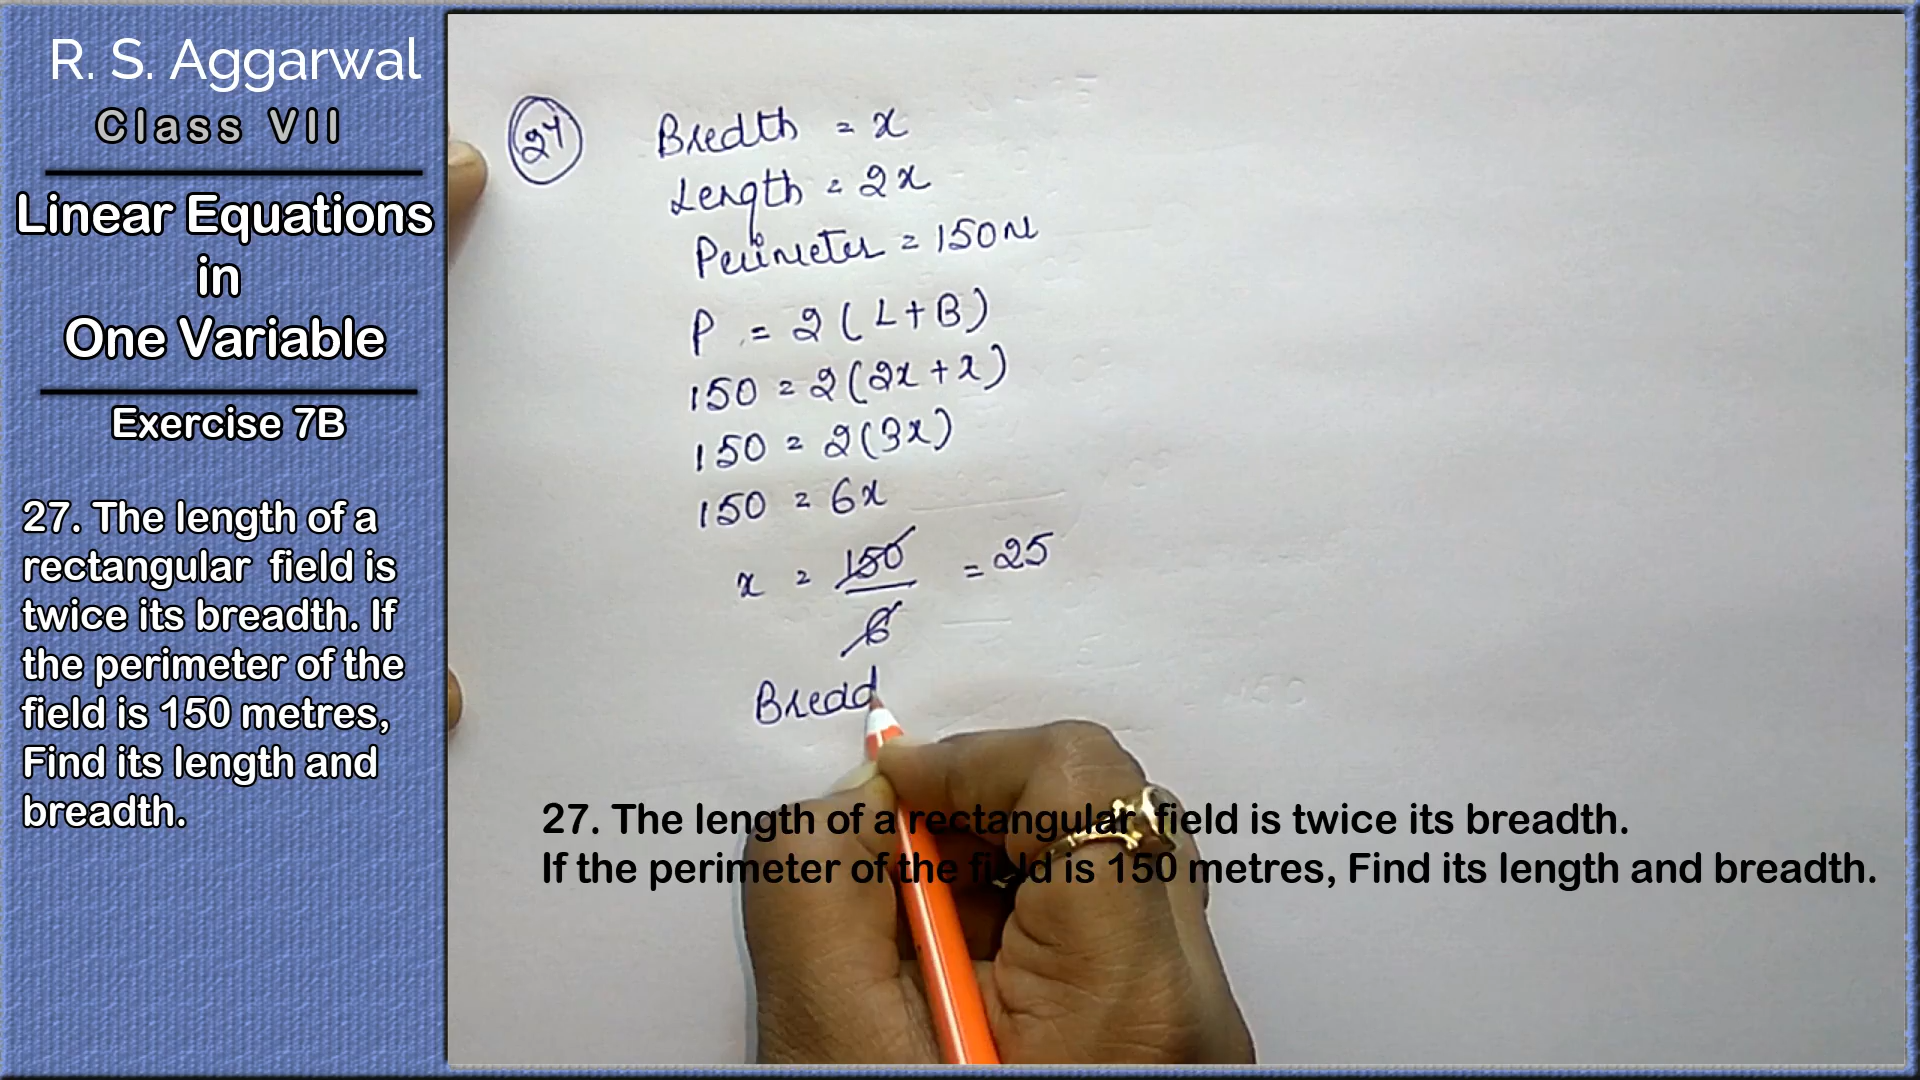 R. S. Aggarwal
Class VII
Linear Equations
in
One Variable
Exercise 7B
27. The length of a
rectangular field is
twice its breadth. If
the perimeter of the
field is 150 metres,
Find its length and
breadth.
27
Bredth = x
Length = 2x
Perimeter = 150m
P = 2 ( L + B )
150 = 2 ( 2x + x )
150 = 2 ( 3x )
150 = 6x
x = 150/6 = 25
Bread
27. The length of a rectangular field is twice its breadth.
If the perimeter of the field is 150 metres, Find its length and breadth.